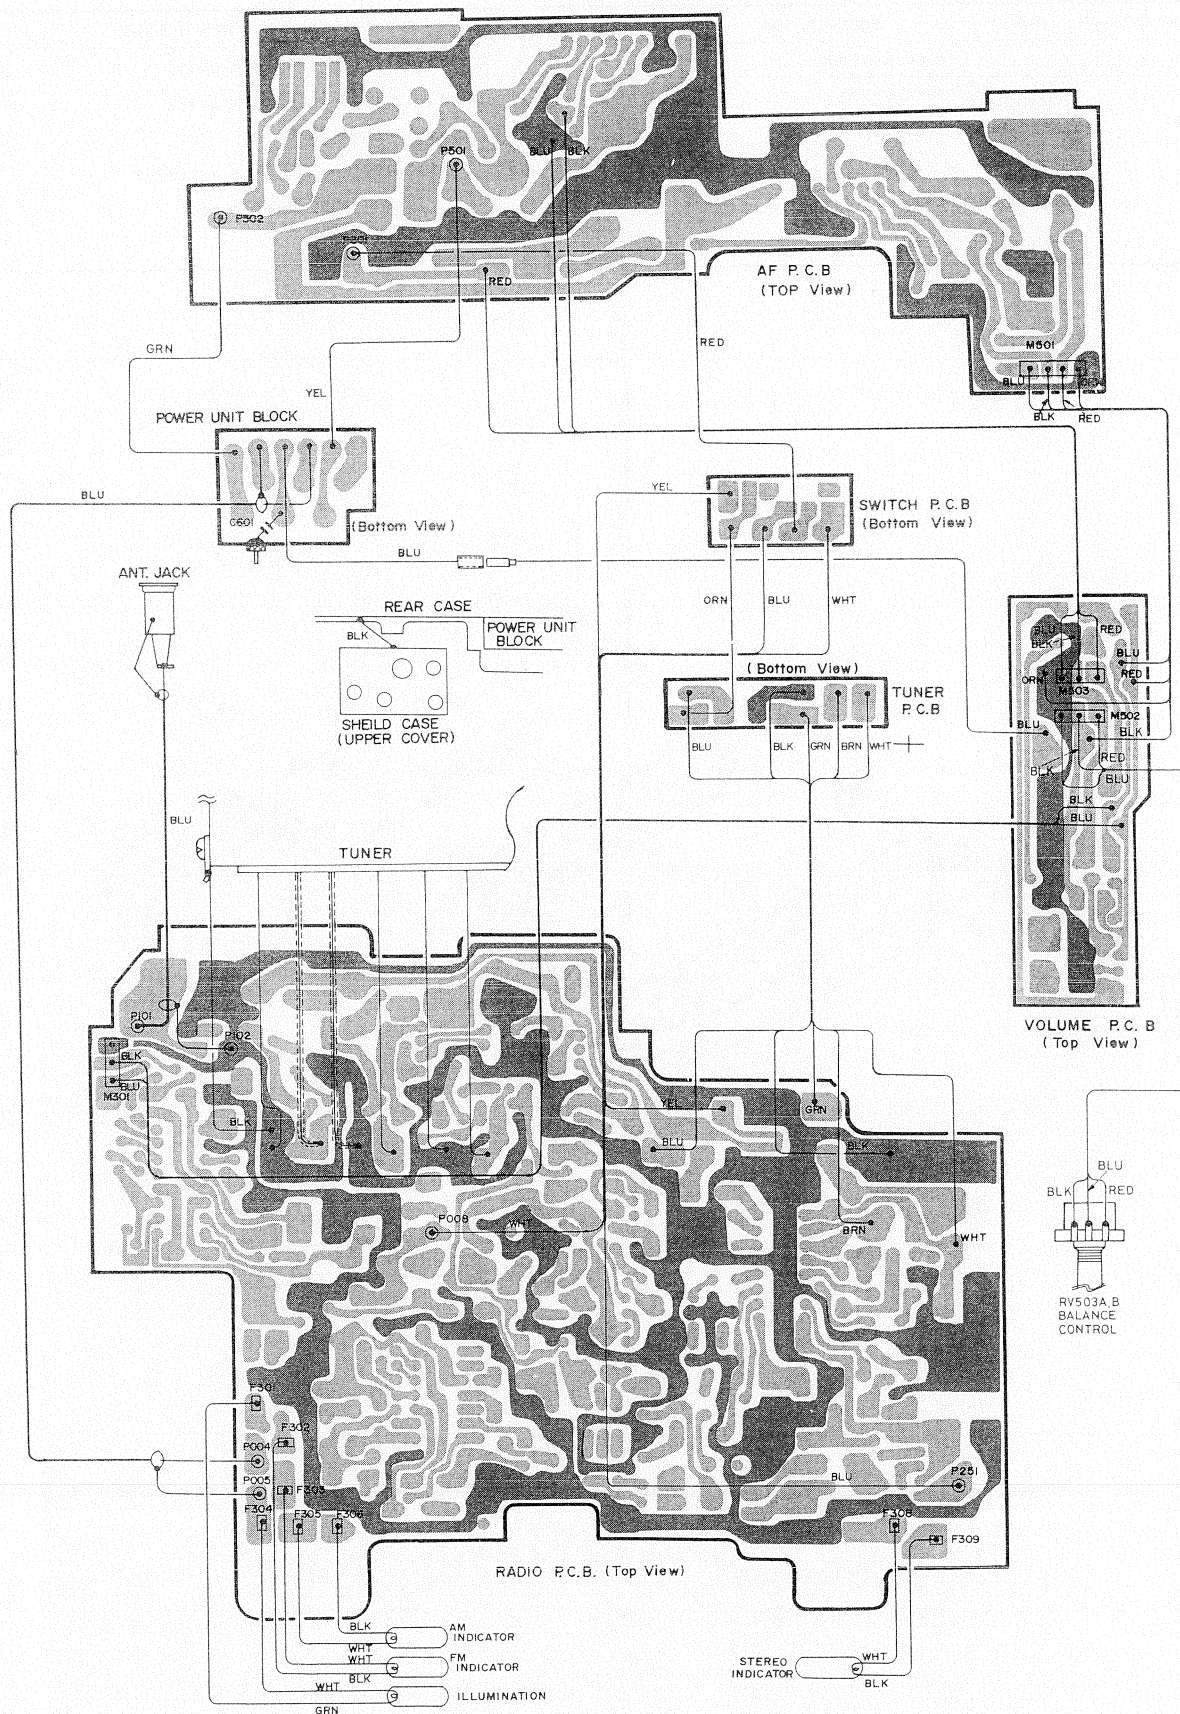 P501
BLU
BLK
P502
RED
AF P.C.B
(TOP View)
GRN
RED
M501
BLU
BLK
RED
YEL
POWER UNIT BLOCK
BLU
C601
(Bottom View)
YEL
SWITCH P.C.B
(Bottom View)
BLU
ANT. JACK
REAR CASE
BLK
POWER UNIT
BLOCK
SHEILD CASE
(UPPER COVER)
ORN
BLU
WHT
(Bottom View)
TUNER
P.C.B
BLU
BLK
GRN
BRN
WHT
BLU
RED
BLK
BLU
ORN
RED
M503
M502
BLU
BLK
RED
BLK
BLU
BLK
BLU
VOLUME P.C.B
(Top View)
BLU
TUNER
P101
P102
BLK
BLU
M301
BLK
YEL
GRN
BLU
BLK
P008
WHT
BRN
WHT
BLU
BLK
RED
RV503A,B
BALANCE
CONTROL
F302
P004
P005
F303
F304
F305
F306
BLU
P251
F308
F309
RADIO P.C.B. (Top View)
BLK
AM
INDICATOR
WHT
WHT
FM
INDICATOR
BLK
WHT
ILLUMINATION
GRN
STEREO
INDICATOR
WHT
BLK